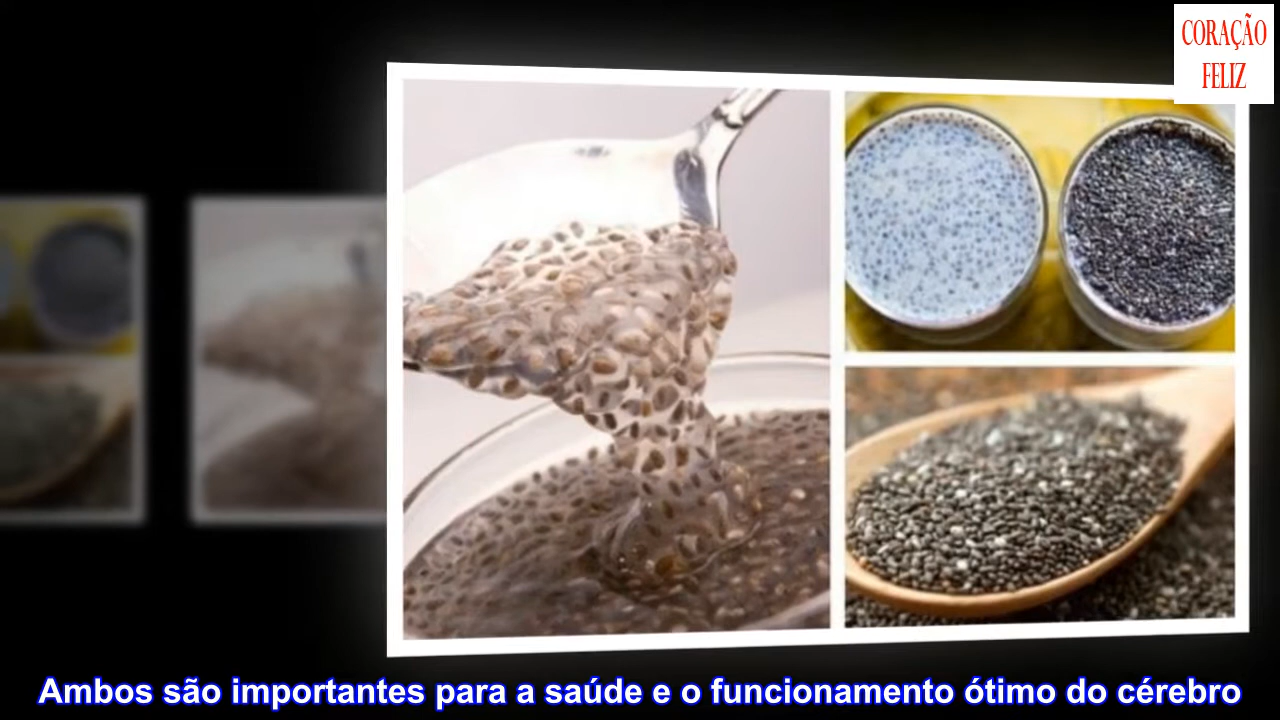 CORAÇÃO
FELIZ
Ambos são importantes para a saúde e o funcionamento ótimo do cérebro